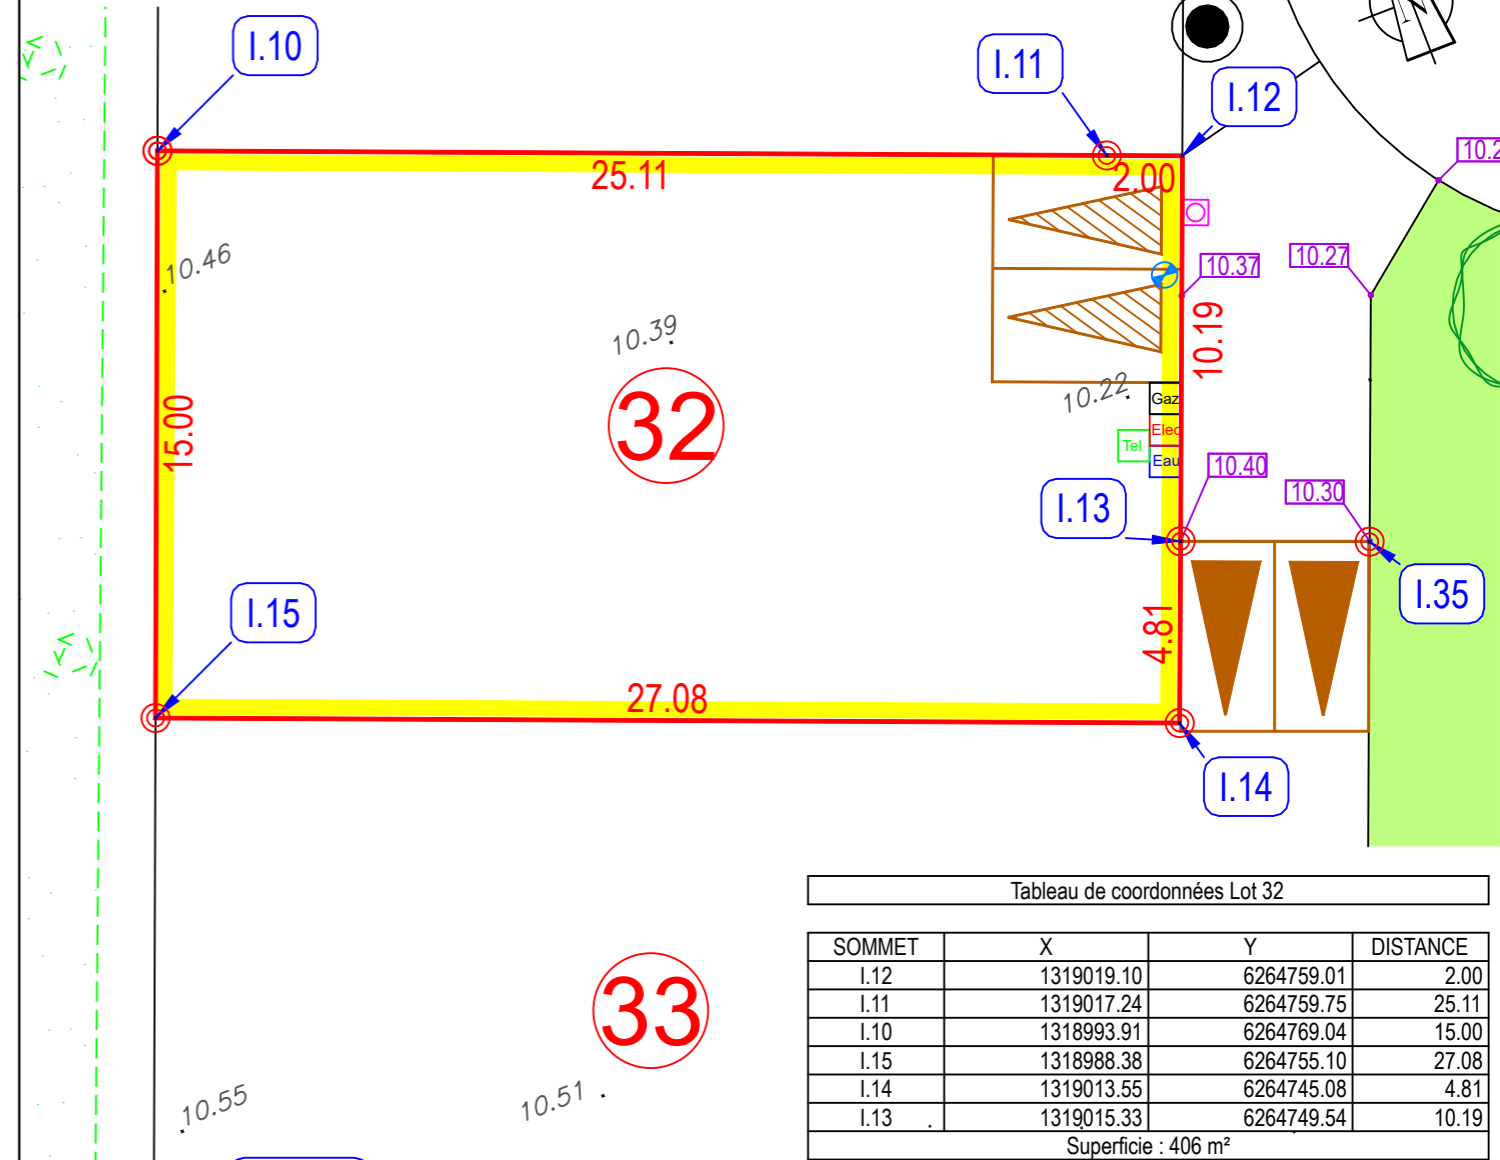 I.10
I.11
I.12
N
25.11
2.00
10.46
10.37
10.27
10.39
10.19
15.00
32
10.22
Gaz
Elec
Tel
Eau
10.40
10.30
I.13
I.35
I.15
4.81
27.08
I.14
33
10.55
10.51
Tableau de coordonnées Lot 32
SOMMET X Y DISTANCE
I.12 1319019.10 6264759.01 2.00
I.11 1319017.24 6264759.75 25.11
I.10 1318993.91 6264769.04 15.00
I.15 1318988.38 6264755.10 27.08
I.14 1319013.55 6264745.08 4.81
I.13 1319015.33 6264749.54 10.19
Superficie : 406 m²